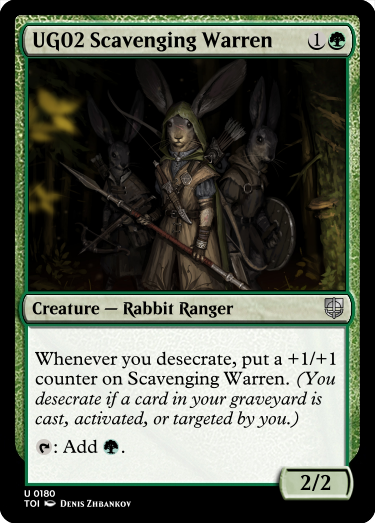 UG02 Scavenging Warren 1
Creature — Rabbit Ranger
Whenever you desecrate, put a +1/+1
counter on Scavenging Warren. (You
desecrate if a card in your graveyard is
cast, activated, or targeted by you.)
: Add .
2/2
U 0180
TOI Denis Zhbankov